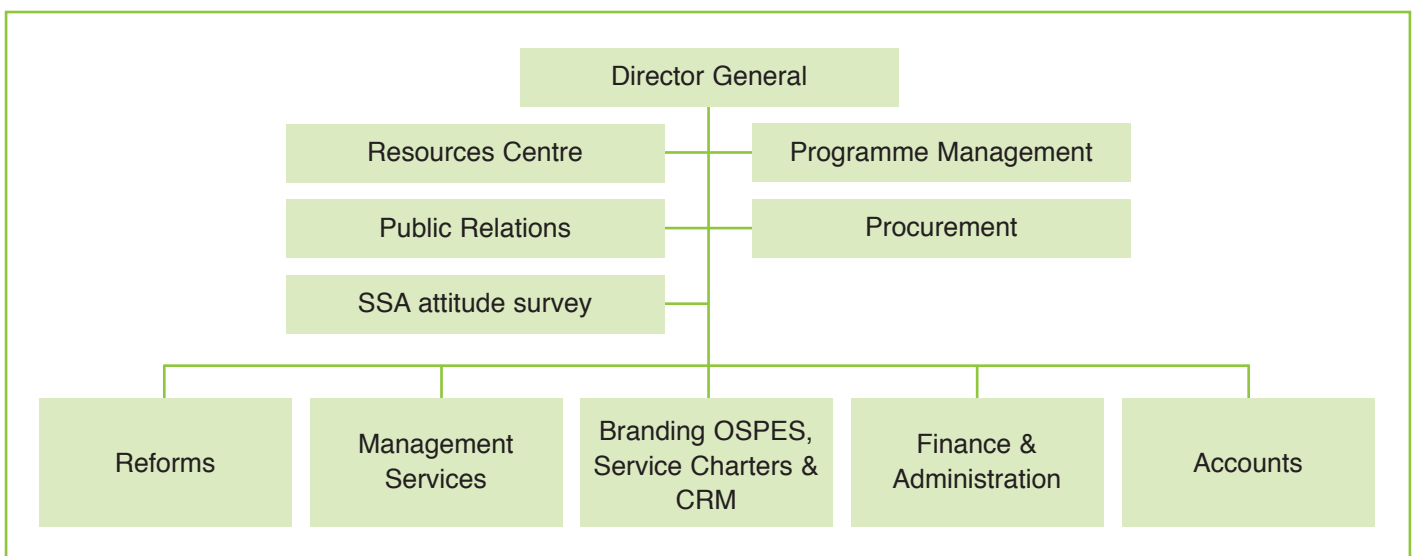 Director General
Resources Centre
Programme Management
Public Relations
Procurement
SSA attitude survey
Reforms
Management
Services
Branding OSPES,
Service Charters &
CRM
Finance &
Administration
Accounts